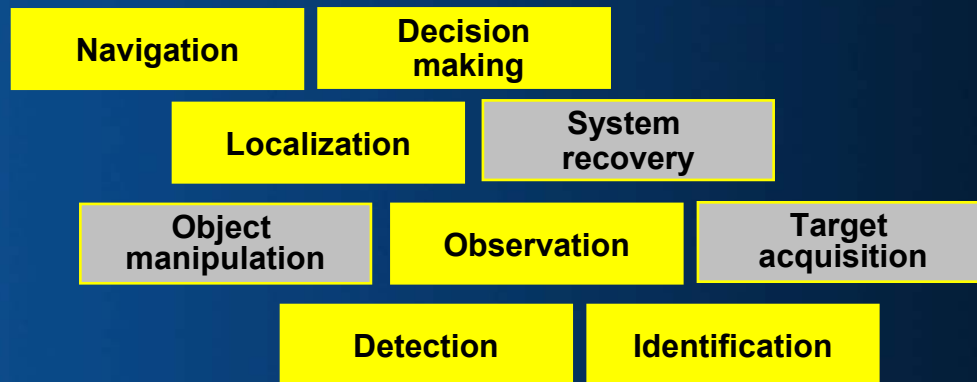 Navigation
Decision
making
Localization
System
recovery
Object
manipulation
Observation
Target
acquisition
Detection
Identification